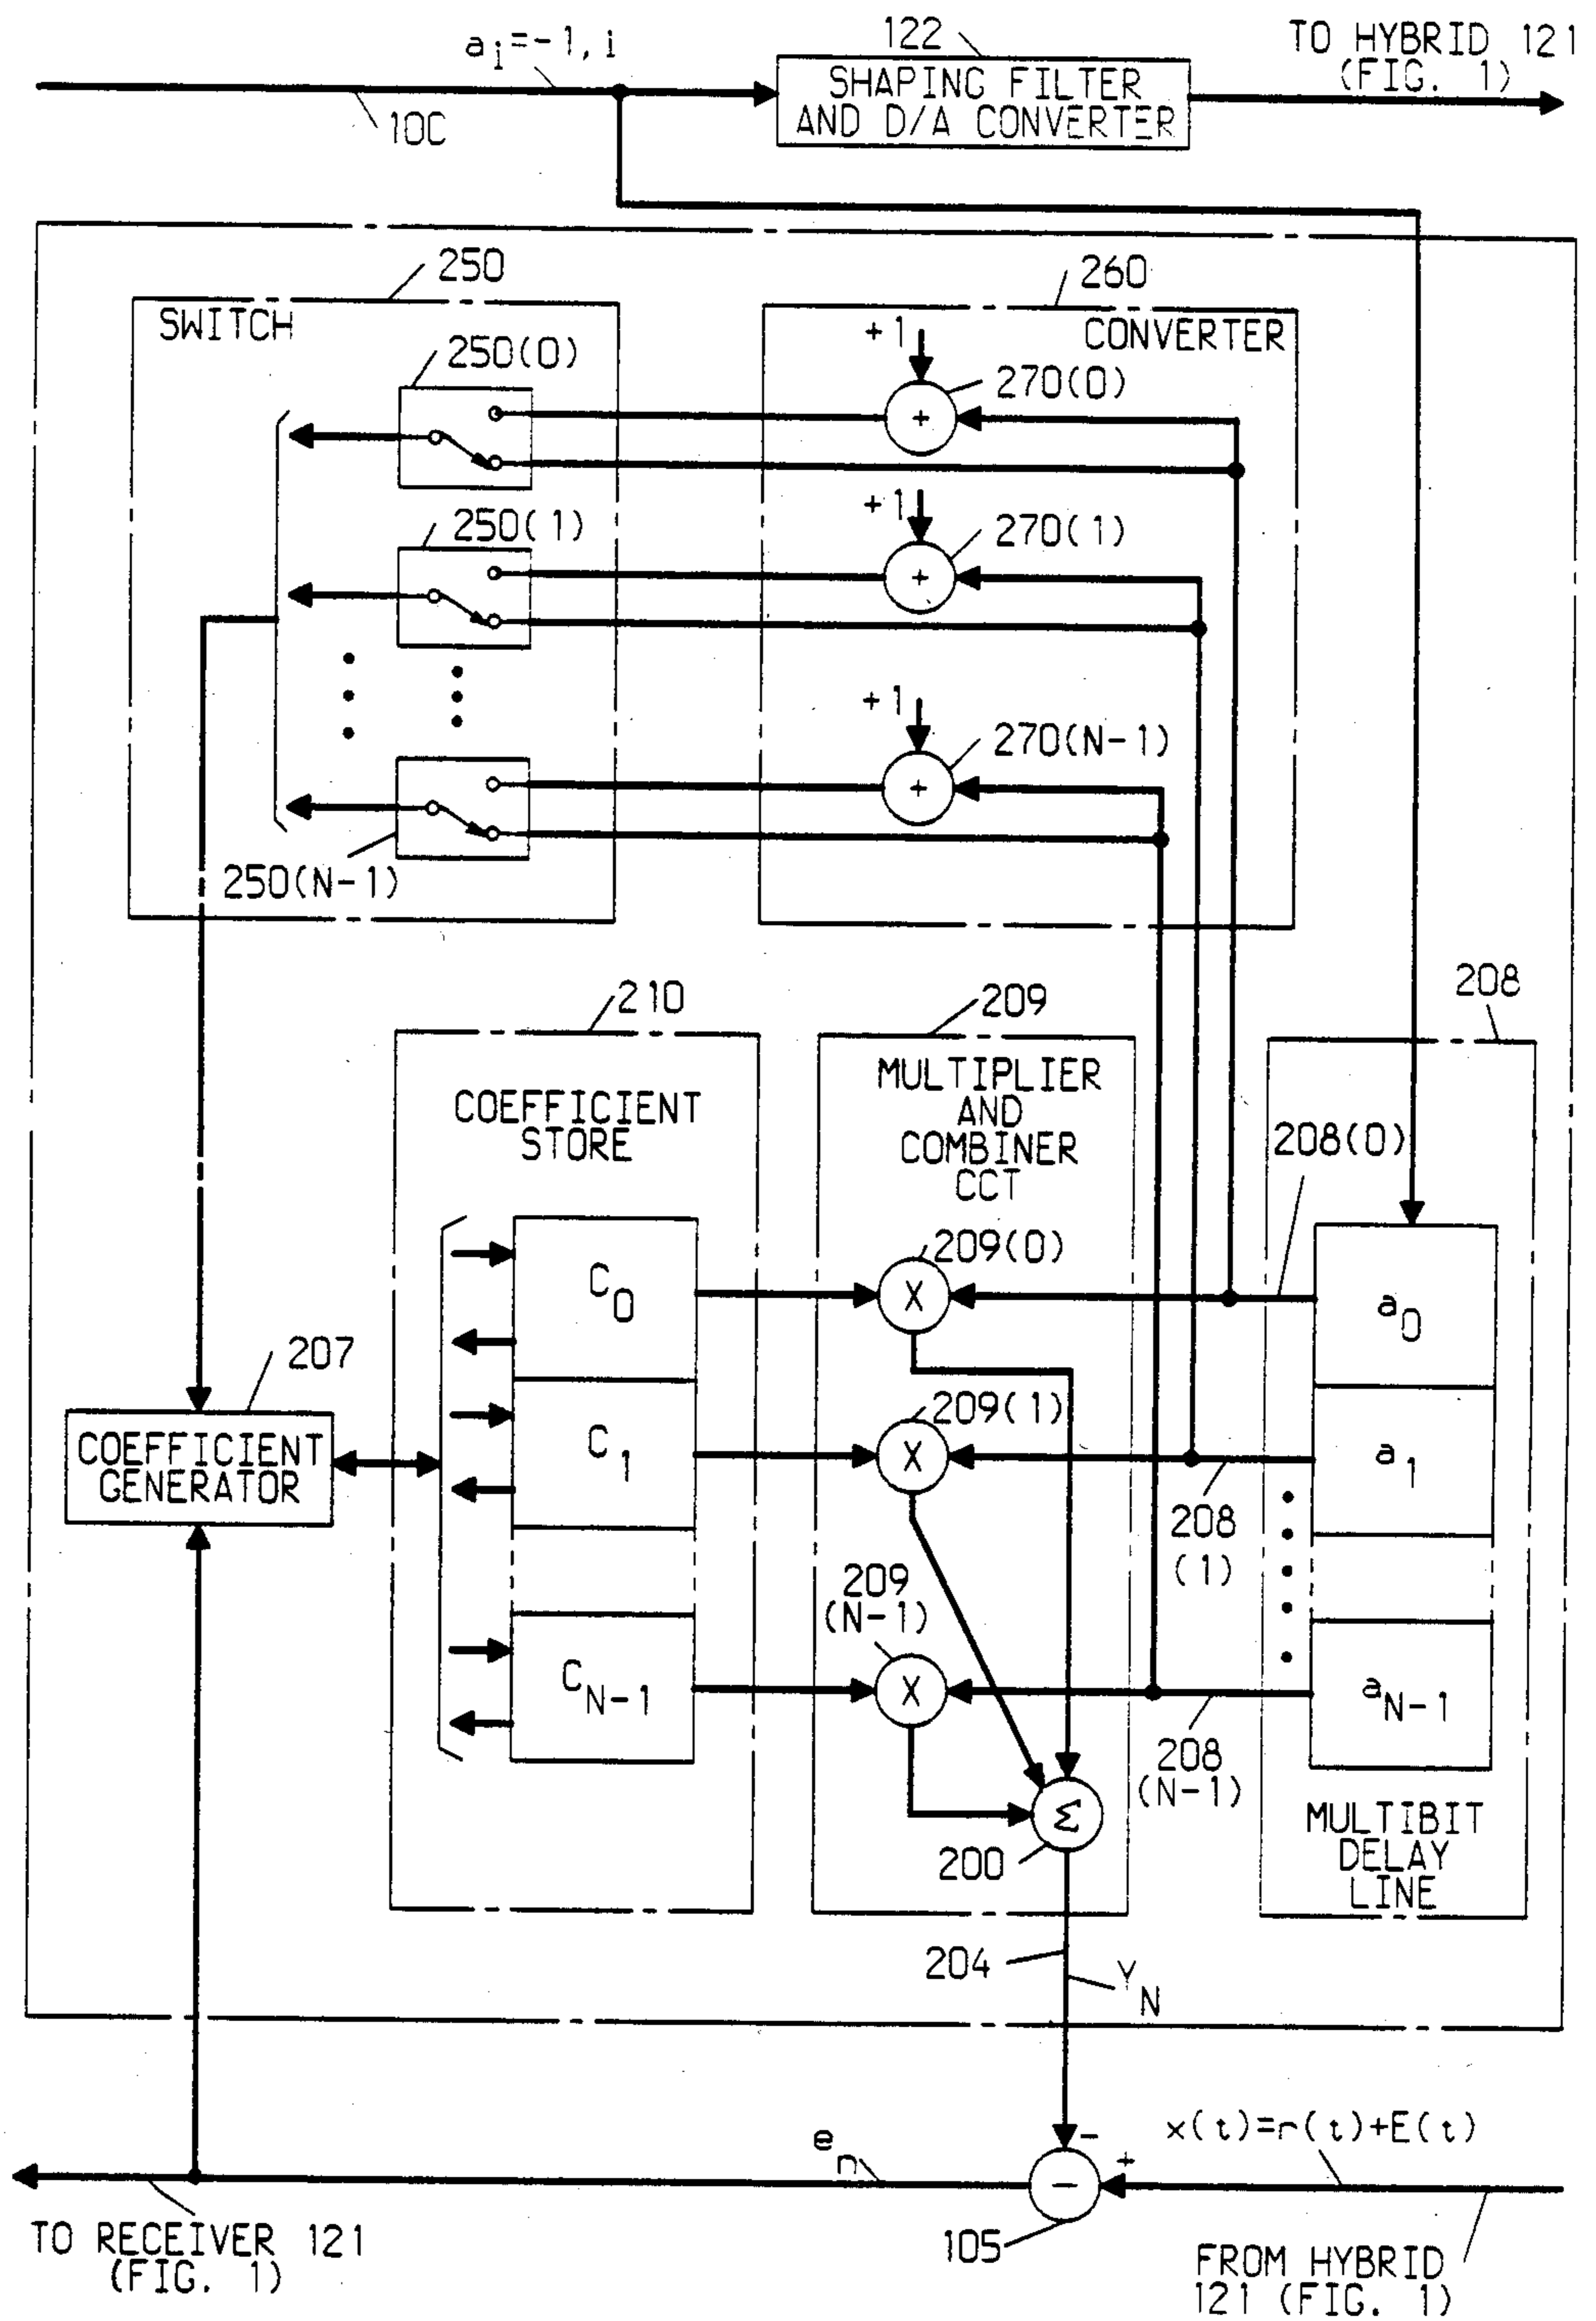 122
a i = -1, i
TO HYBRID 121
(FIG. 1)
SHAPING FILTER
AND D/A CONVERTER
10C
250
260
SWITCH
CONVERTER
250(0)
+1
270(0)
+
250(1)
+1
270(1)
+
+1
270(N-1)
+
250(N-1)
210
209
208
COEFFICIENT
STORE
MULTIPLIER
AND
COMBINER
CCT
208(0)
209(0)
C0
X
a0
207
209(1)
COEFFICIENT
GENERATOR
C1
X
a1
208
(1)
209
(N-1)
CN-1
X
aN-1
208
(N-1)
Σ
200
MULTIBIT
DELAY
LINE
204
YN
en
-
+
x(t)=r(t)+E(t)
−
105
TO RECEIVER 121
(FIG. 1)
FROM HYBRID
121 (FIG. 1)